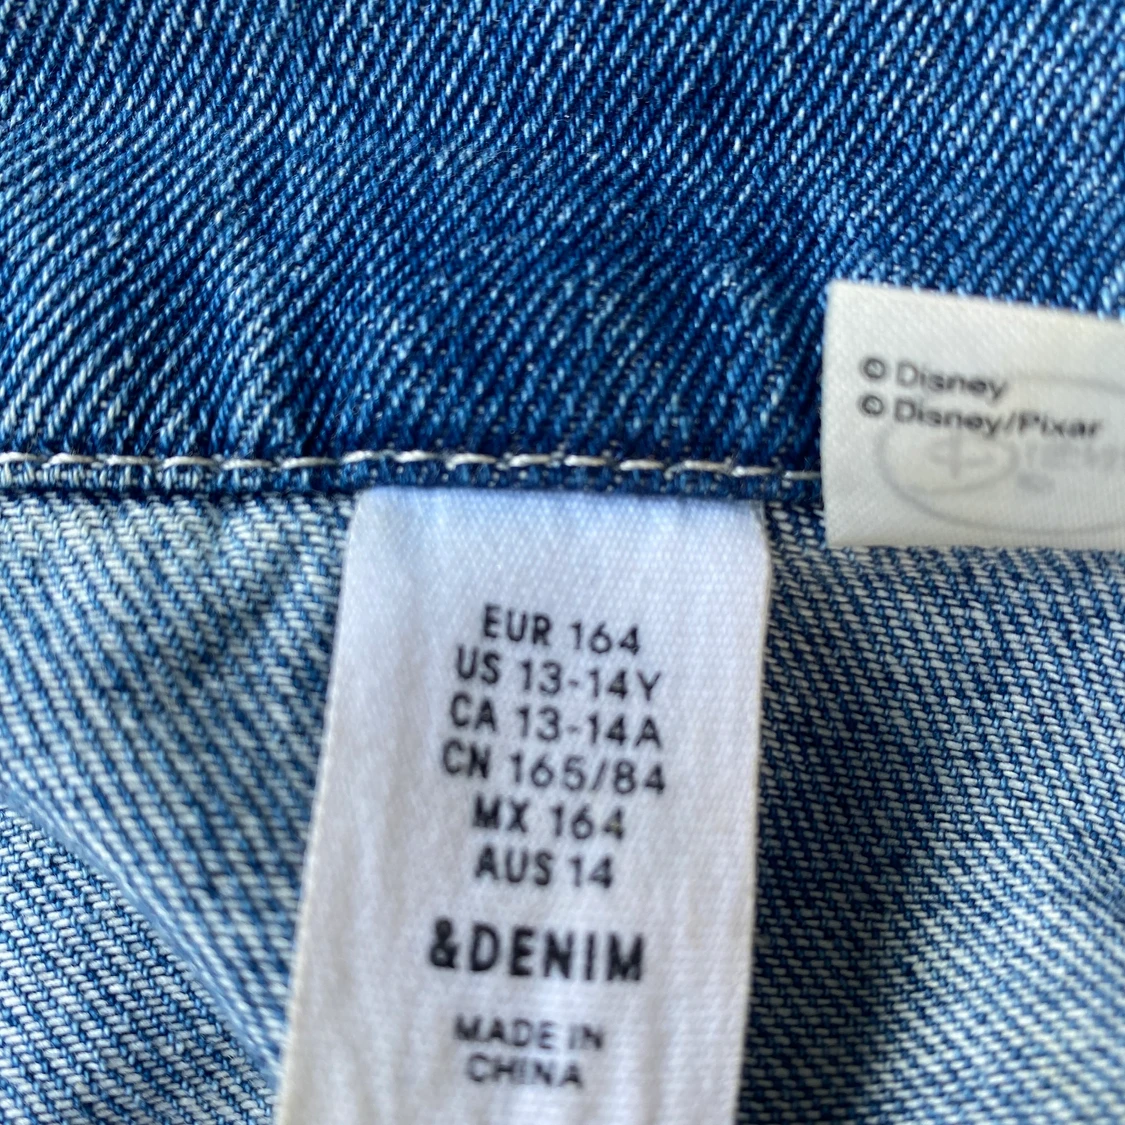 © Disney
© Disney/Pixar
EUR 164
US 13-14Y
CA 13-14A
CN 165/84
MX 164
AUS 14
&DENIM
MADE IN
CHINA